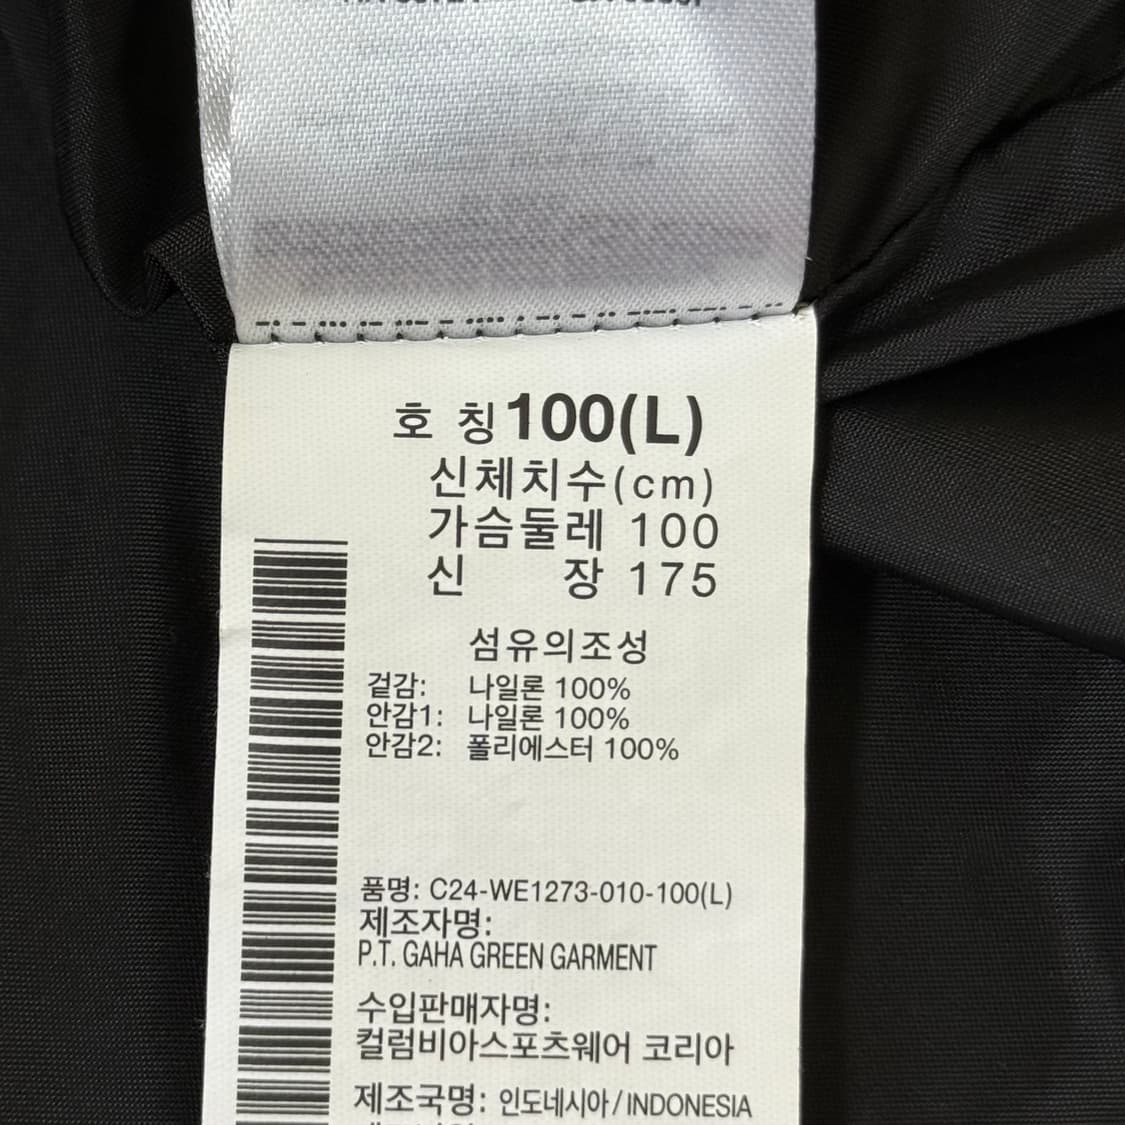 호 칭 100(L)
신체치수(cm)
가슴둘레 100
신 장 175
섬유의조성
겉감: 나일론 100%
안감1: 나일론 100%
안감2: 폴리에스터 100%
품명: C24-WE1273-010-100(L)
제조자명:
P.T. GAHA GREEN GARMENT
수입판매자명:
컬럼비아스포츠웨어 코리아
제조국명: 인도네시아/INDONESIA